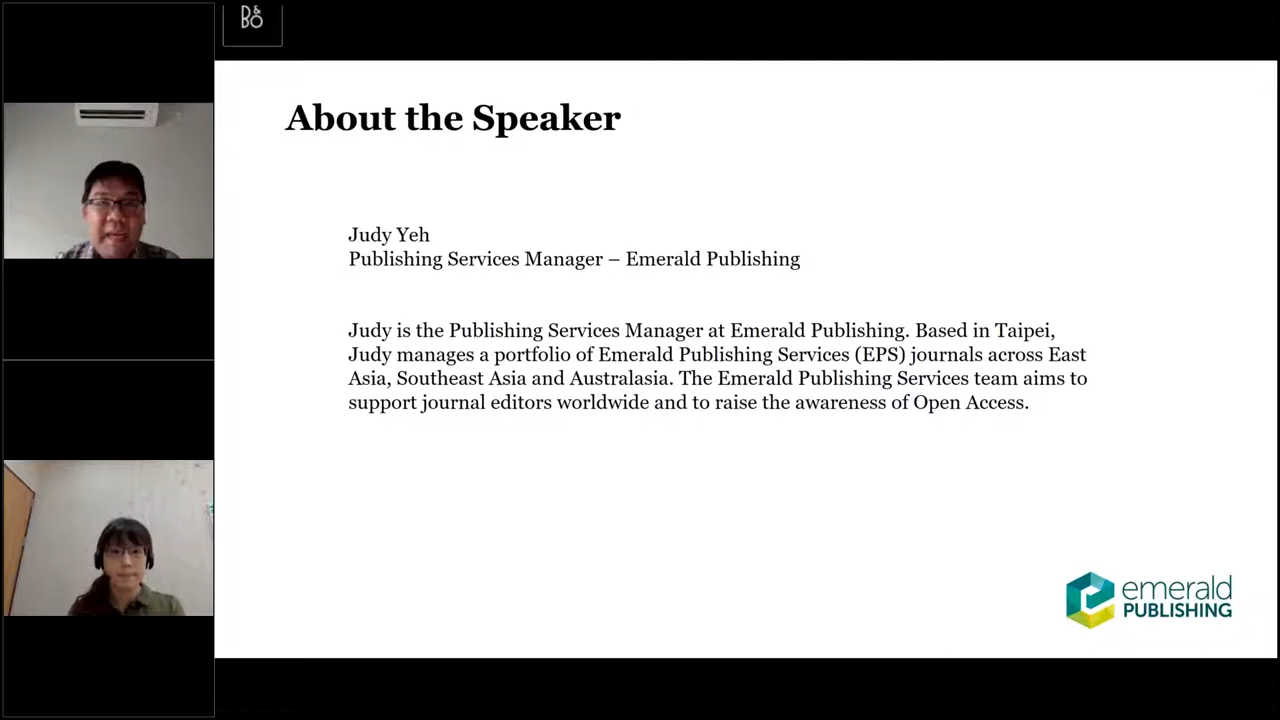 B&
BO
About the Speaker
Judy Yeh
Publishing Services Manager – Emerald Publishing
Judy is the Publishing Services Manager at Emerald Publishing. Based in Taipei,
Judy manages a portfolio of Emerald Publishing Services (EPS) journals across East
Asia, Southeast Asia and Australasia. The Emerald Publishing Services team aims to
support journal editors worldwide and to raise the awareness of Open Access.
emerald
PUBLISHING